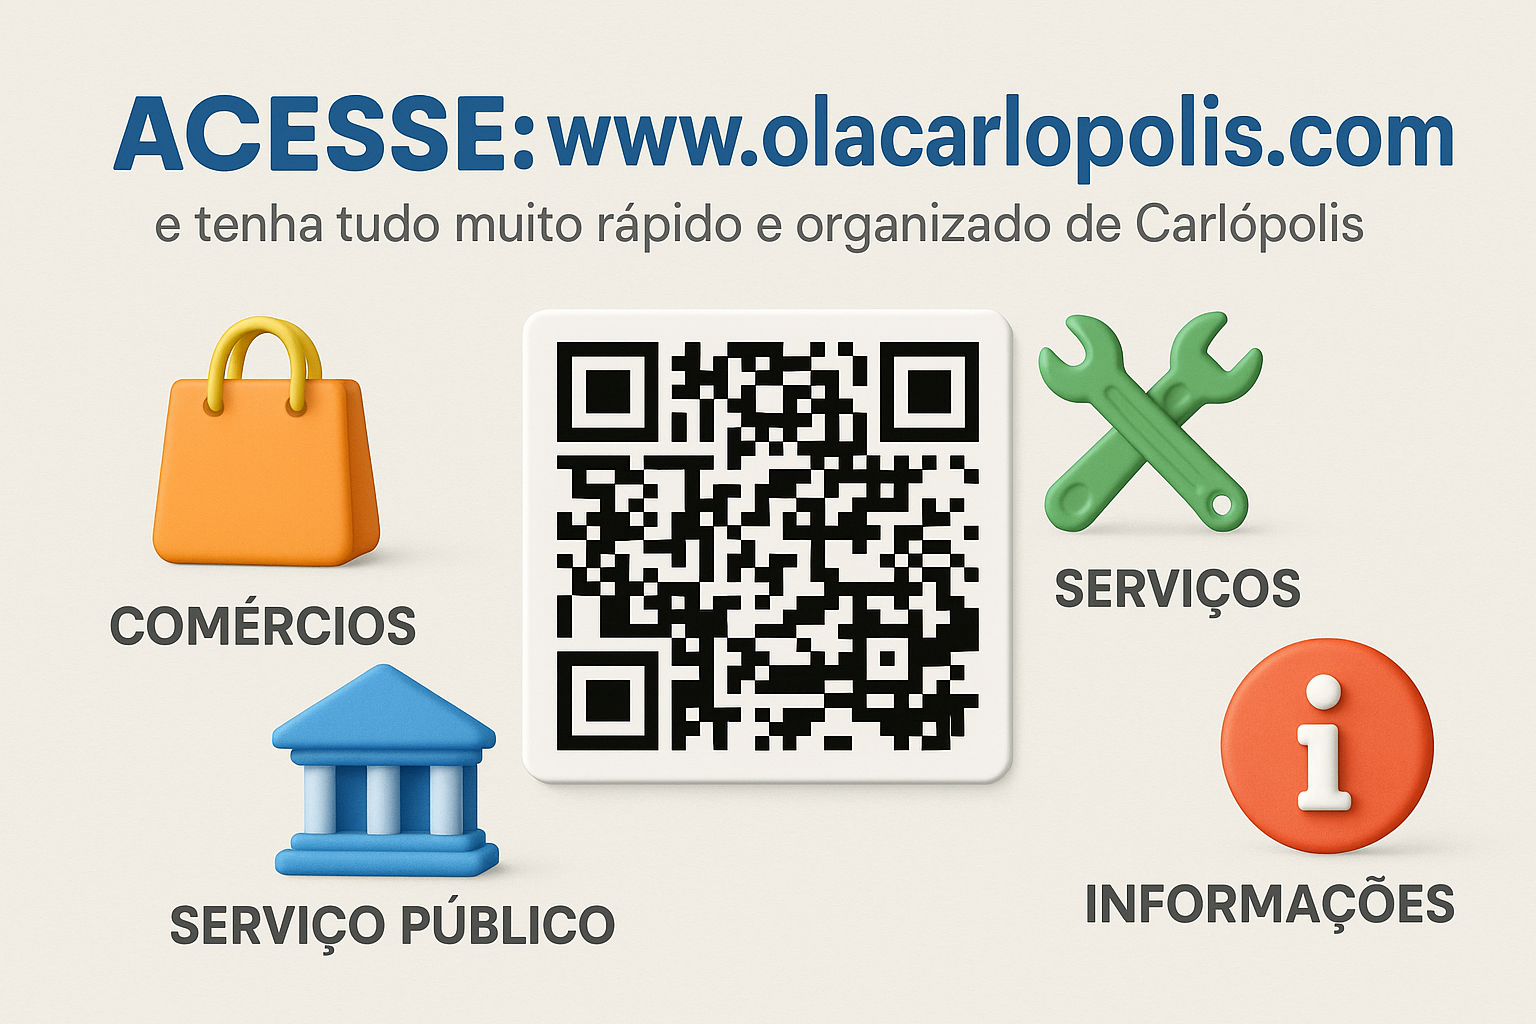 ACESSE: www.olacarlopolis.com
e tenha tudo muito rápido e organizado de Carlópolis
COMÉRCIOS
SERVIÇOS
SERVIÇO PÚBLICO
INFORMAÇÕES